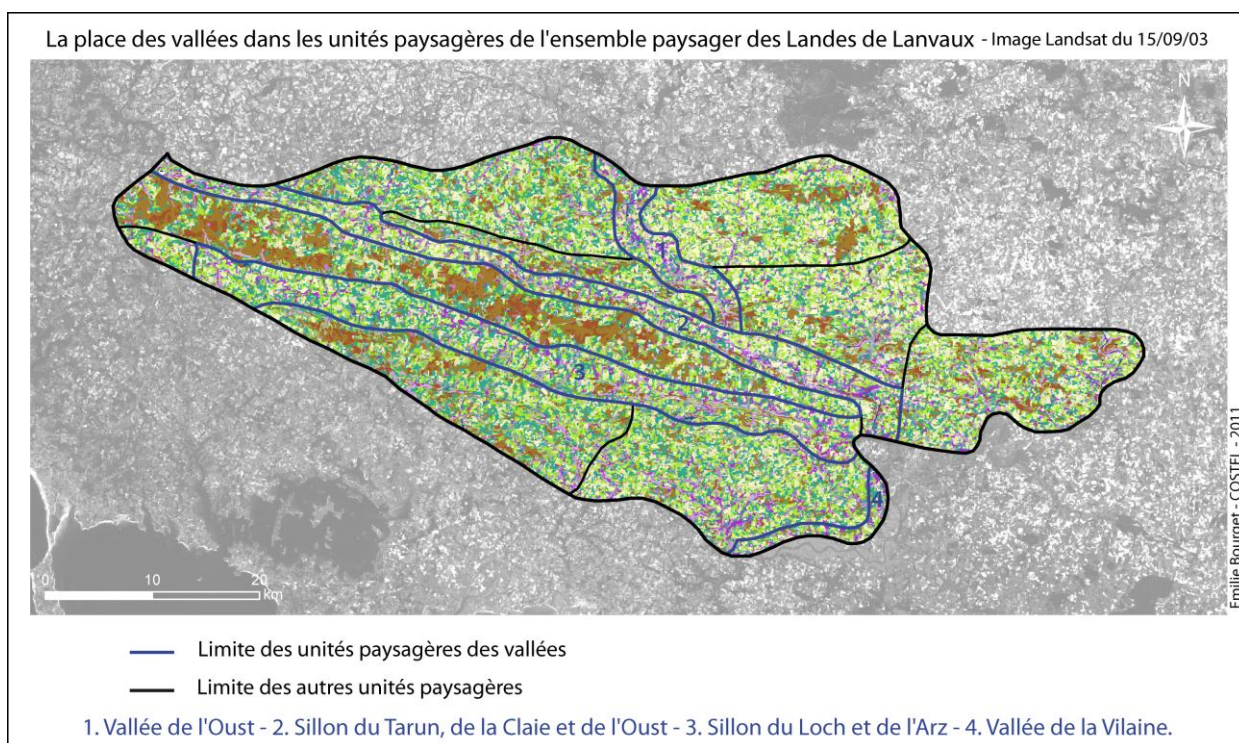 La place des vallées dans les unités paysagères de l'ensemble paysager des Landes de Lanvaux - Image Landsat du 15/09/03
N
1
2
3
4
0 10 20
km
Emilie Bourget - COSTEL - 2011
Limite des unités paysagères des vallées
Limite des autres unités paysagères
1. Vallée de l'Oust - 2. Sillon du Tarun, de la Claie et de l'Oust - 3. Sillon du Loch et de l'Arz - 4. Vallée de la Vilaine.